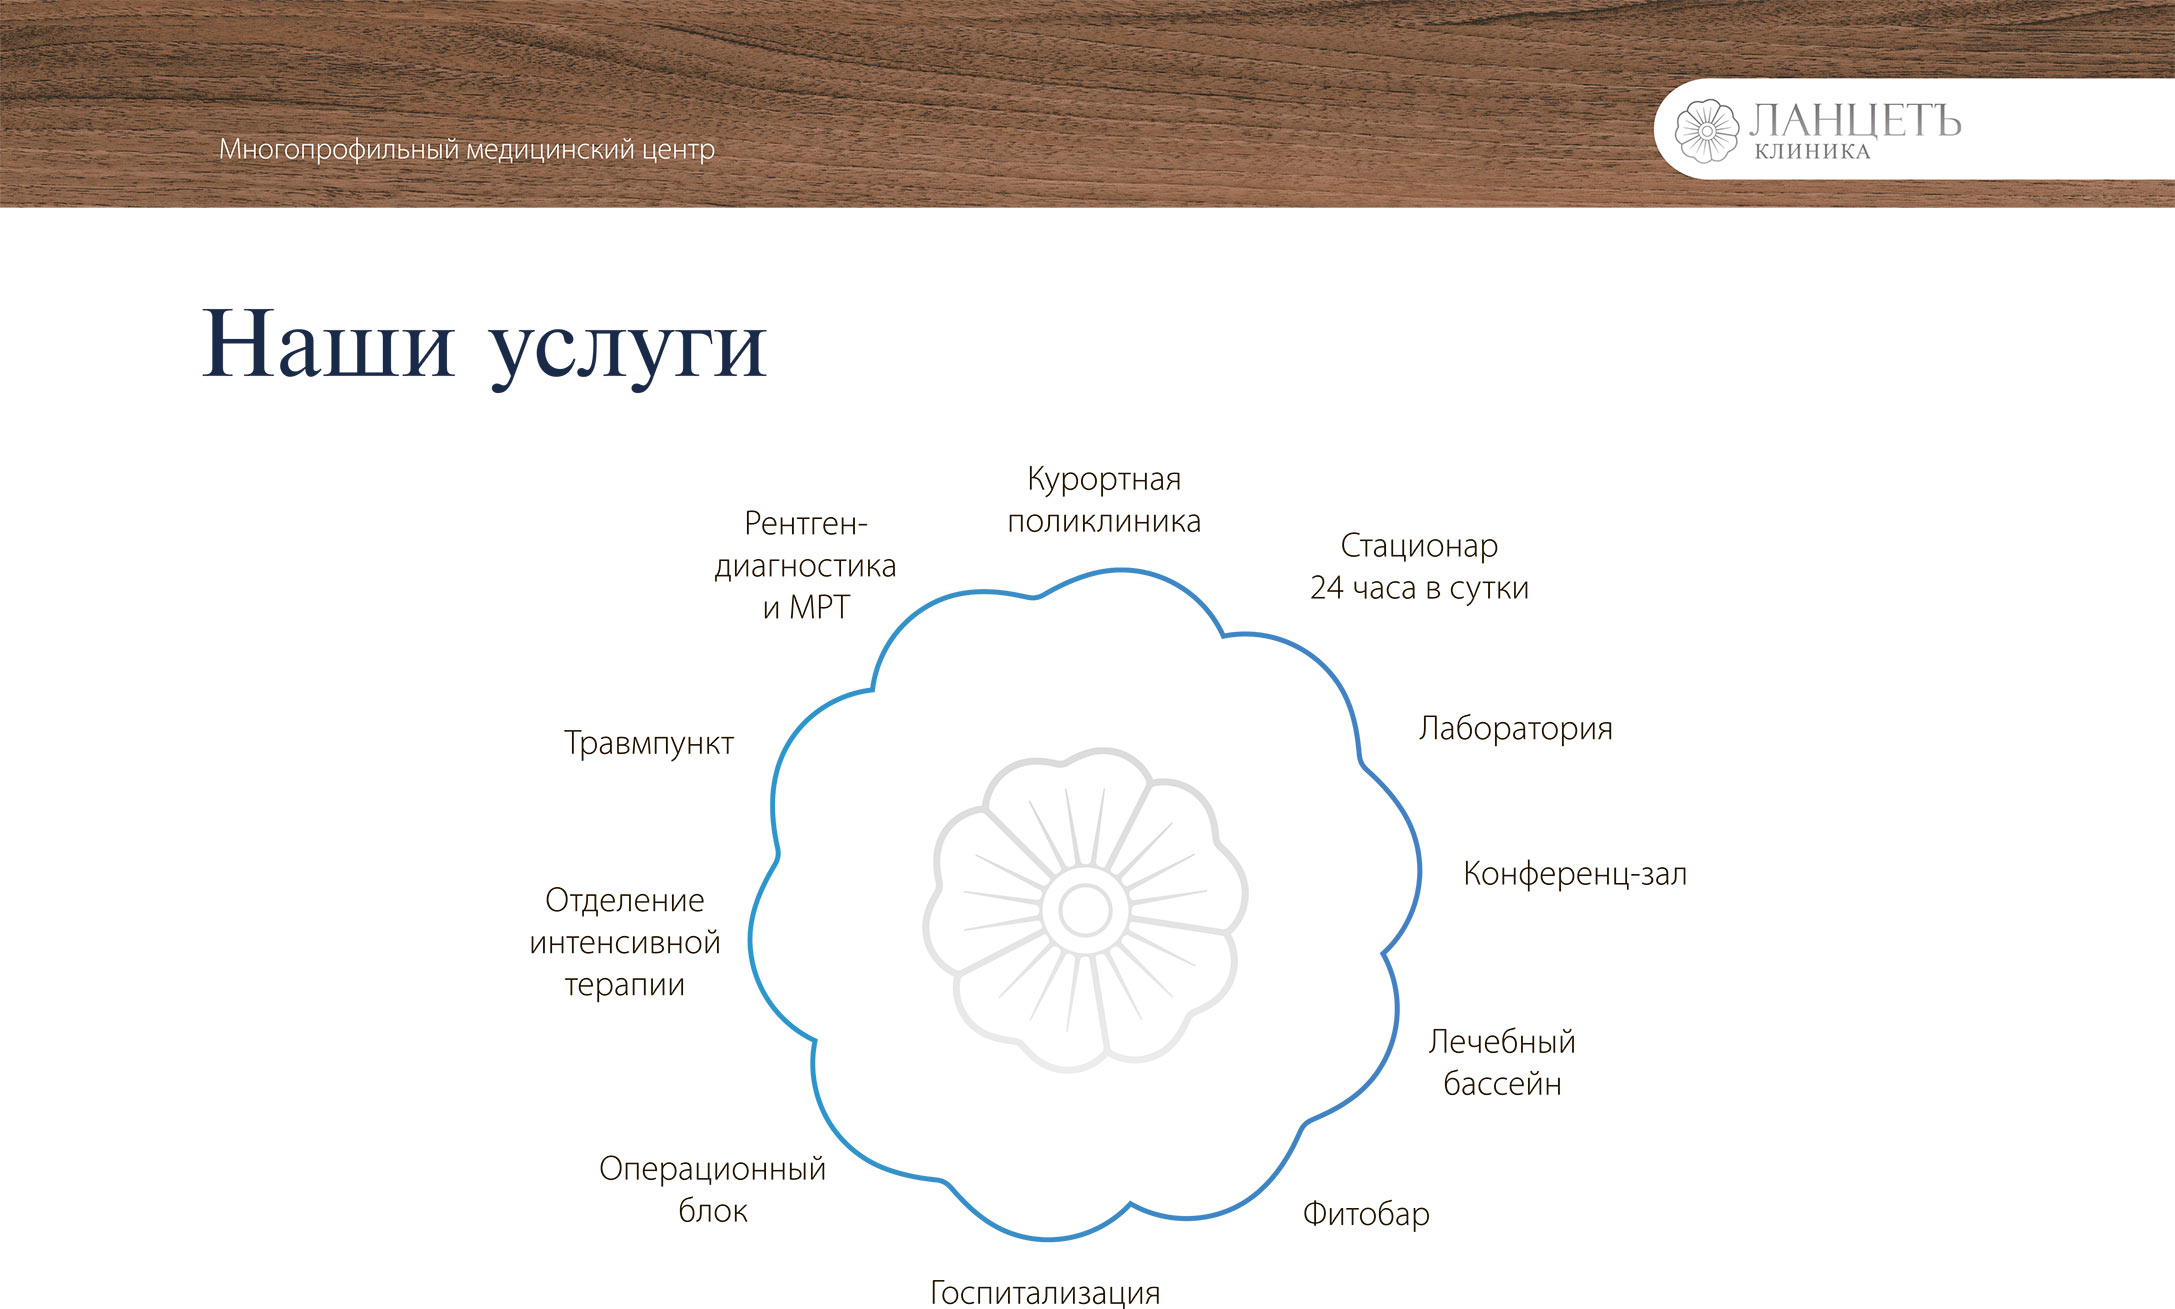 Многопрофильный медицинский центр
ЛАНЦЕТЪ
КЛИНИКА
Наши услуги
Курортная
поликлиника
Стационар
24 часа в сутки
Лаборатория
Конференц-зал
Лечебный
бассейн
Фитобар
Госпитализация
Операционный
блок
Отделение
интенсивной
терапии
Травмпункт
Рентген-
диагностика
и МРТ